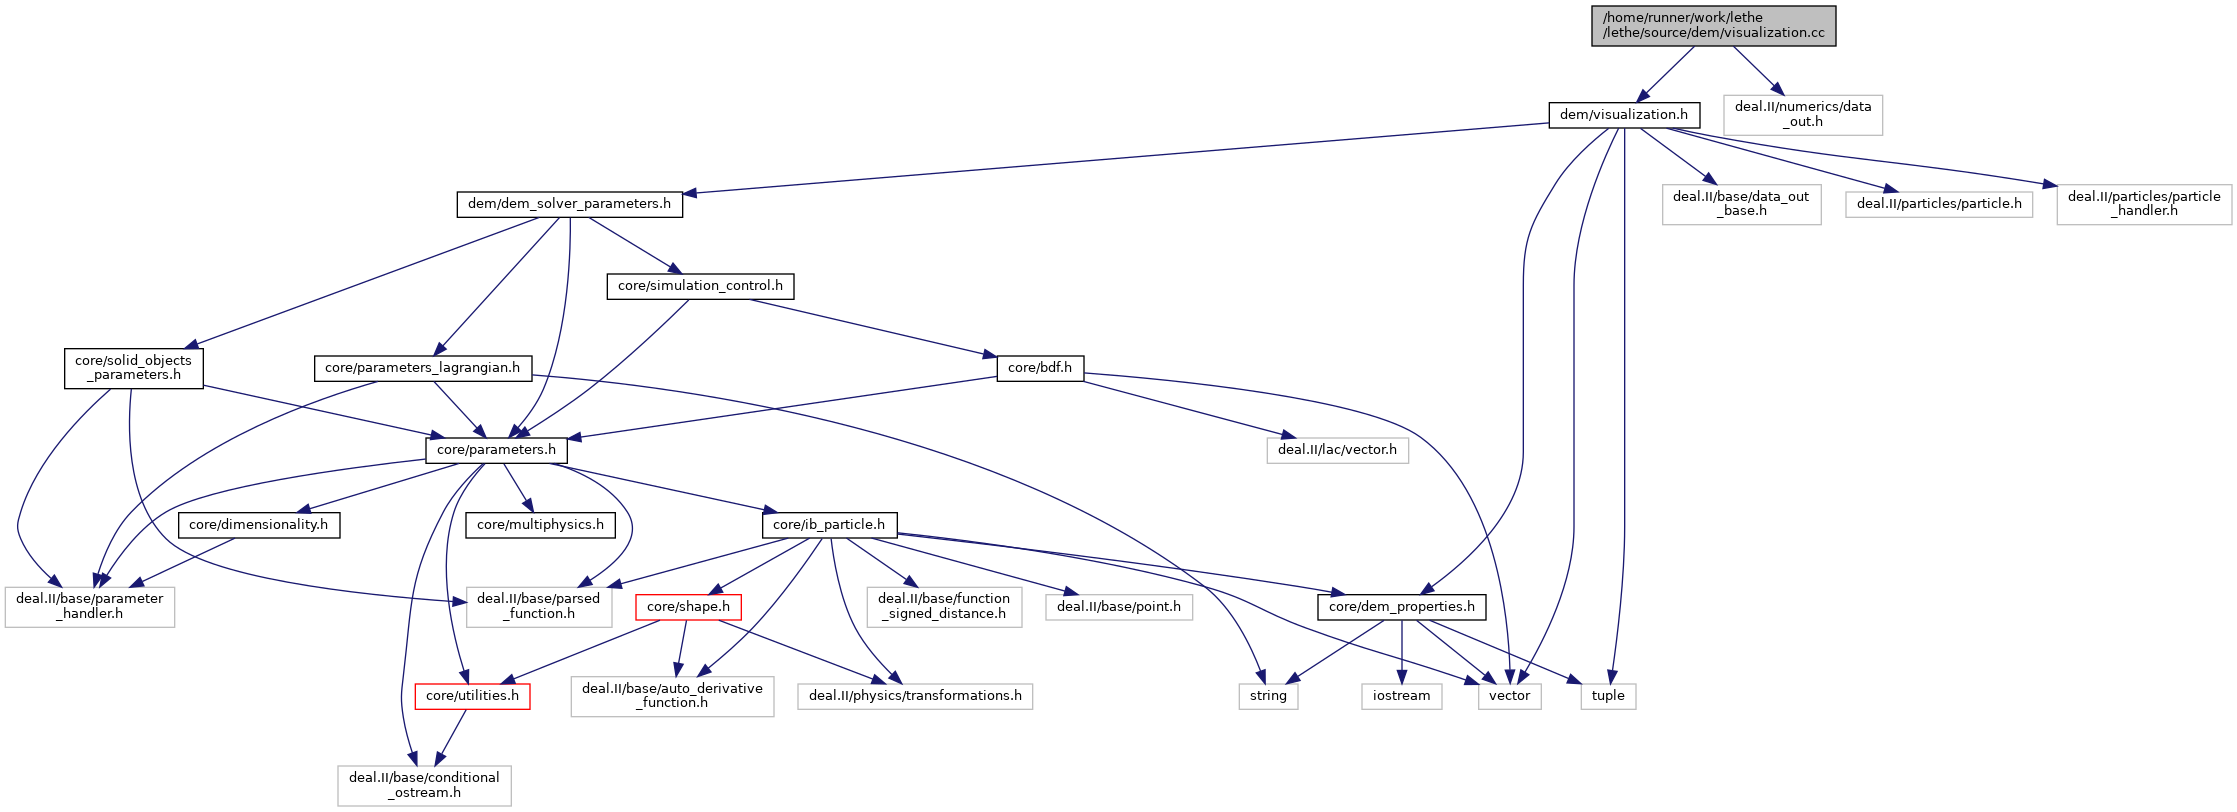 /home/runner/work/lethe
/lethe/source/dem/visualization.cc
dem/visualization.h
deal.II/numerics/data
_out.h
dem/dem_solver_parameters.h
deal.II/base/data_out
_base.h
deal.II/particles/particle.h
deal.II/particles/particle
_handler.h
core/simulation_control.h
core/solid_objects
_parameters.h
core/parameters_lagrangian.h
core/bdf.h
core/parameters.h
deal.II/lac/vector.h
core/dimensionality.h
core/multiphysics.h
core/ib_particle.h
deal.II/base/parameter
_handler.h
deal.II/base/parsed
_function.h
core/shape.h
deal.II/base/function
_signed_distance.h
deal.II/base/point.h
core/dem_properties.h
core/utilities.h
deal.II/base/auto_derivative
_function.h
deal.II/physics/transformations.h
string
iostream
vector
tuple
deal.II/base/conditional
_ostream.h